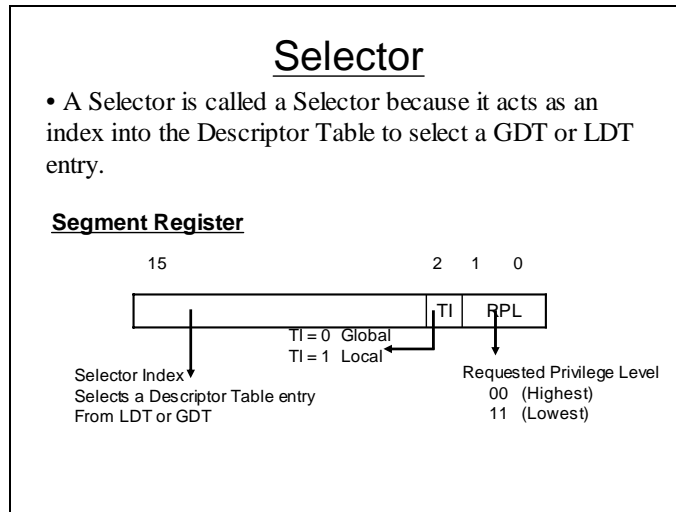 Selector
• A Selector is called a Selector because it acts as an
index into the Descriptor Table to select a GDT or LDT
entry.
Segment Register
15 2 1 0
TI RPL
TI = 0 Global
TI = 1 Local
Selector Index
Selects a Descriptor Table entry
From LDT or GDT
Requested Privilege Level
00 (Highest)
11 (Lowest)